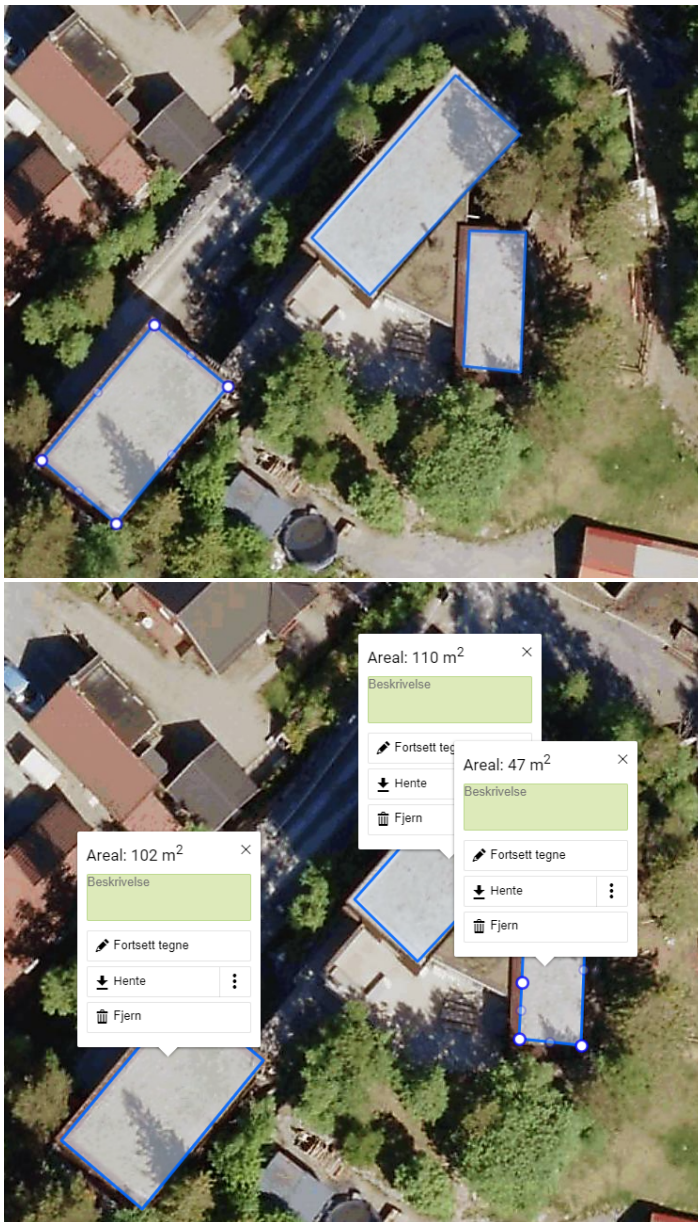 Areal: 110 m²
Beskrivelse
Fortsett teg
Hente
Fjern
Areal: 47 m²
Beskrivelse
Fortsett tegne
Hente
Fjern
Areal: 102 m²
Beskrivelse
Fortsett tegne
Hente
Fjern